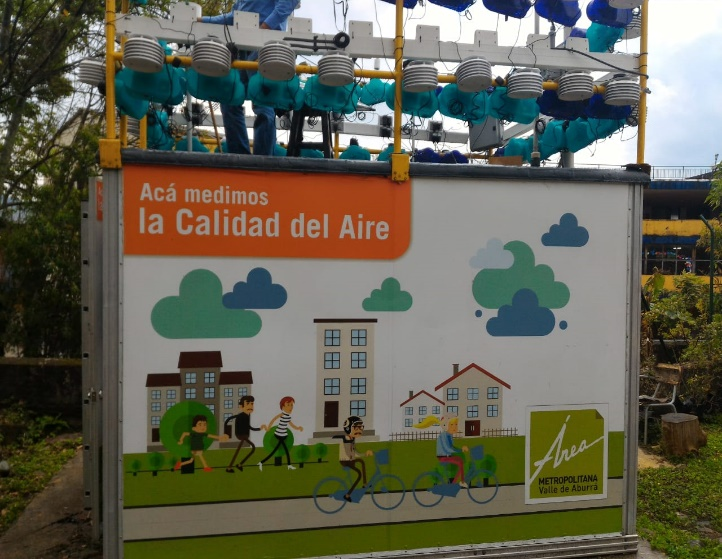 Acá medimos
la Calidad del Aire
Área
METROPOLITANA
Valle de Aburrá